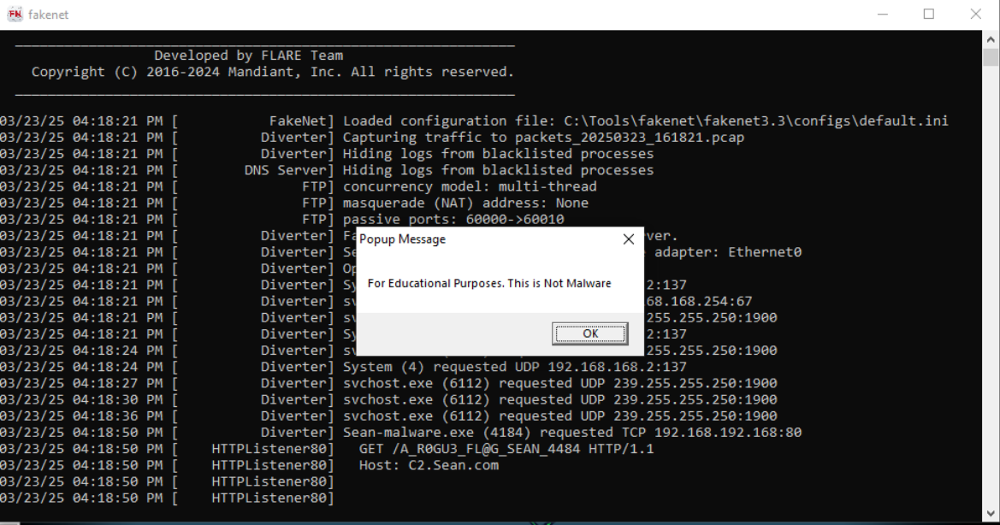 fakenet
Developed by FLARE Team
Copyright (C) 2016-2024 Mandiant, Inc. All rights reserved.
03/23/25 04:18:21 PM [ FakeNet] Loaded configuration file: C:\Tools\fakenet\fakenet3.3\configs\default.ini
03/23/25 04:18:21 PM [ Diverter] Capturing traffic to packets_20250323_161821.pcap
03/23/25 04:18:21 PM [ Diverter] Hiding logs from blacklisted processes
03/23/25 04:18:21 PM [ DNS Server] Hiding logs from blacklisted processes
03/23/25 04:18:21 PM [ FTP] concurrency model: multi-thread
03/23/25 04:18:21 PM [ FTP] masquerade (NAT) address: None
03/23/25 04:18:21 PM [ FTP] passive ports: 60000->60010
03/23/25 04:18:21 PM [ Diverter] Fa ver.
03/23/25 04:18:21 PM [ Diverter] Se adapter: Ethernet0
03/23/25 04:18:21 PM [ Diverter] Op
03/23/25 04:18:21 PM [ Diverter] Sy 2:137
03/23/25 04:18:21 PM [ Diverter] sv 68.168.254:67
03/23/25 04:18:21 PM [ Diverter] sv 255.255.250:1900
03/23/25 04:18:21 PM [ Diverter] Sy 2:137
03/23/25 04:18:24 PM [ Diverter] sv 255.255.250:1900
03/23/25 04:18:24 PM [ Diverter] System (4) requested UDP 192.168.168.2:137
03/23/25 04:18:27 PM [ Diverter] svchost.exe (6112) requested UDP 239.255.255.250:1900
03/23/25 04:18:30 PM [ Diverter] svchost.exe (6112) requested UDP 239.255.255.250:1900
03/23/25 04:18:36 PM [ Diverter] svchost.exe (6112) requested UDP 239.255.255.250:1900
03/23/25 04:18:50 PM [ Diverter] Sean-malware.exe (4184) requested TCP 192.168.192.168:80
03/23/25 04:18:50 PM [ HTTPListener80] GET /A_R0GU3_FL@G_SEAN_4484 HTTP/1.1
03/23/25 04:18:50 PM [ HTTPListener80] Host: C2.Sean.com
03/23/25 04:18:50 PM [ HTTPListener80]
03/23/25 04:18:50 PM [ HTTPListener80]
Popup Message
For Educational Purposes. This is Not Malware
OK